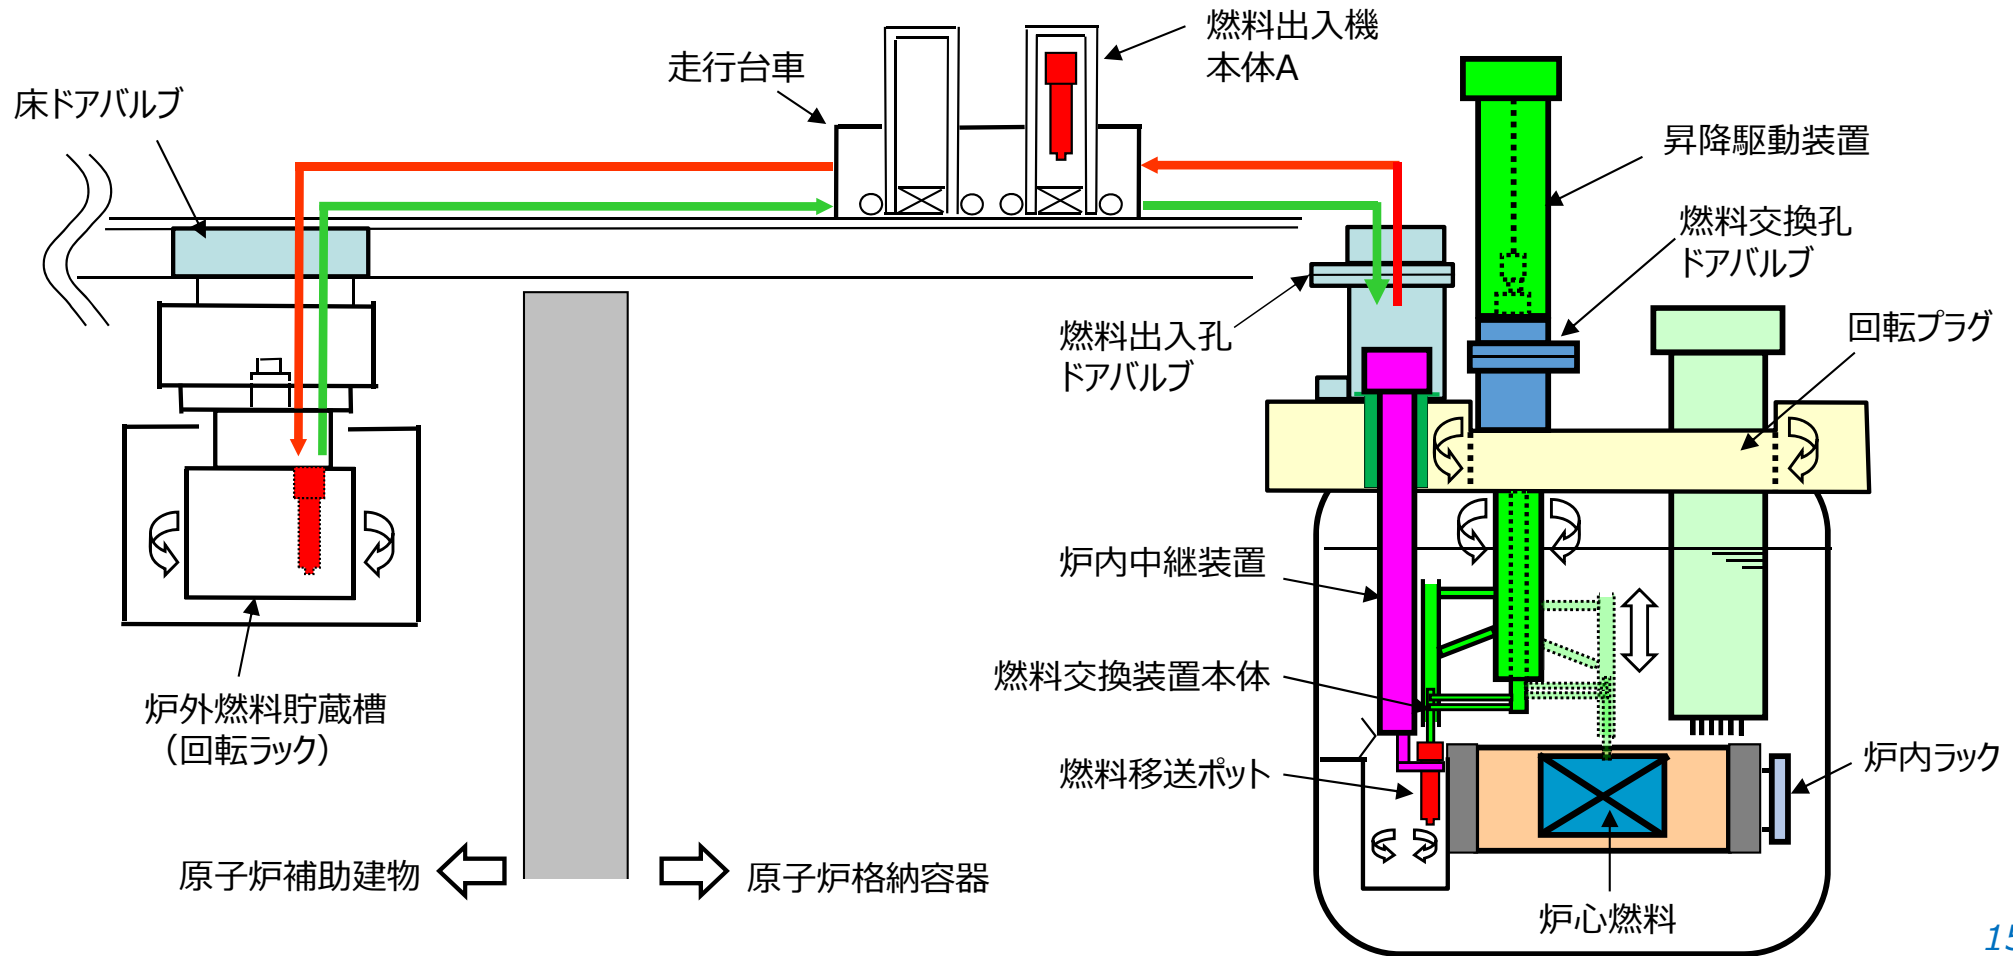 燃料出入機
本体A
走行台車
床ドアバルブ
昇降駆動装置
燃料交換孔
ドアバルブ
燃料出入孔
ドアバルブ
回転プラグ
炉内中継装置
燃料交換装置本体
炉外燃料貯蔵槽
（回転ラック）
燃料移送ポット
炉内ラック
原子炉補助建物
原子炉格納容器
炉心燃料
15